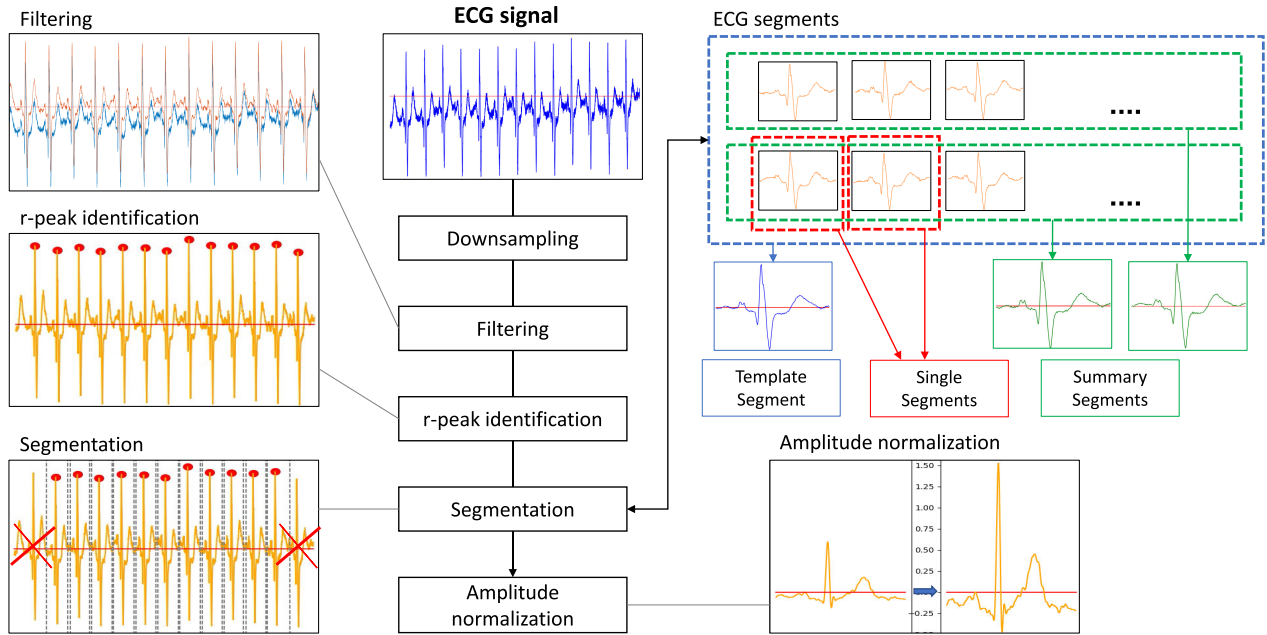 Filtering
ECG signal
ECG segments
....
....
r-peak identification
Downsampling
Filtering
r-peak identification
Segmentation
Segmentation
Amplitude
normalization
Template
Segment
Single
Segments
Summary
Segments
Amplitude normalization
1.50
1.25
1.00
0.75
0.50
0.25
0.00
-0.25